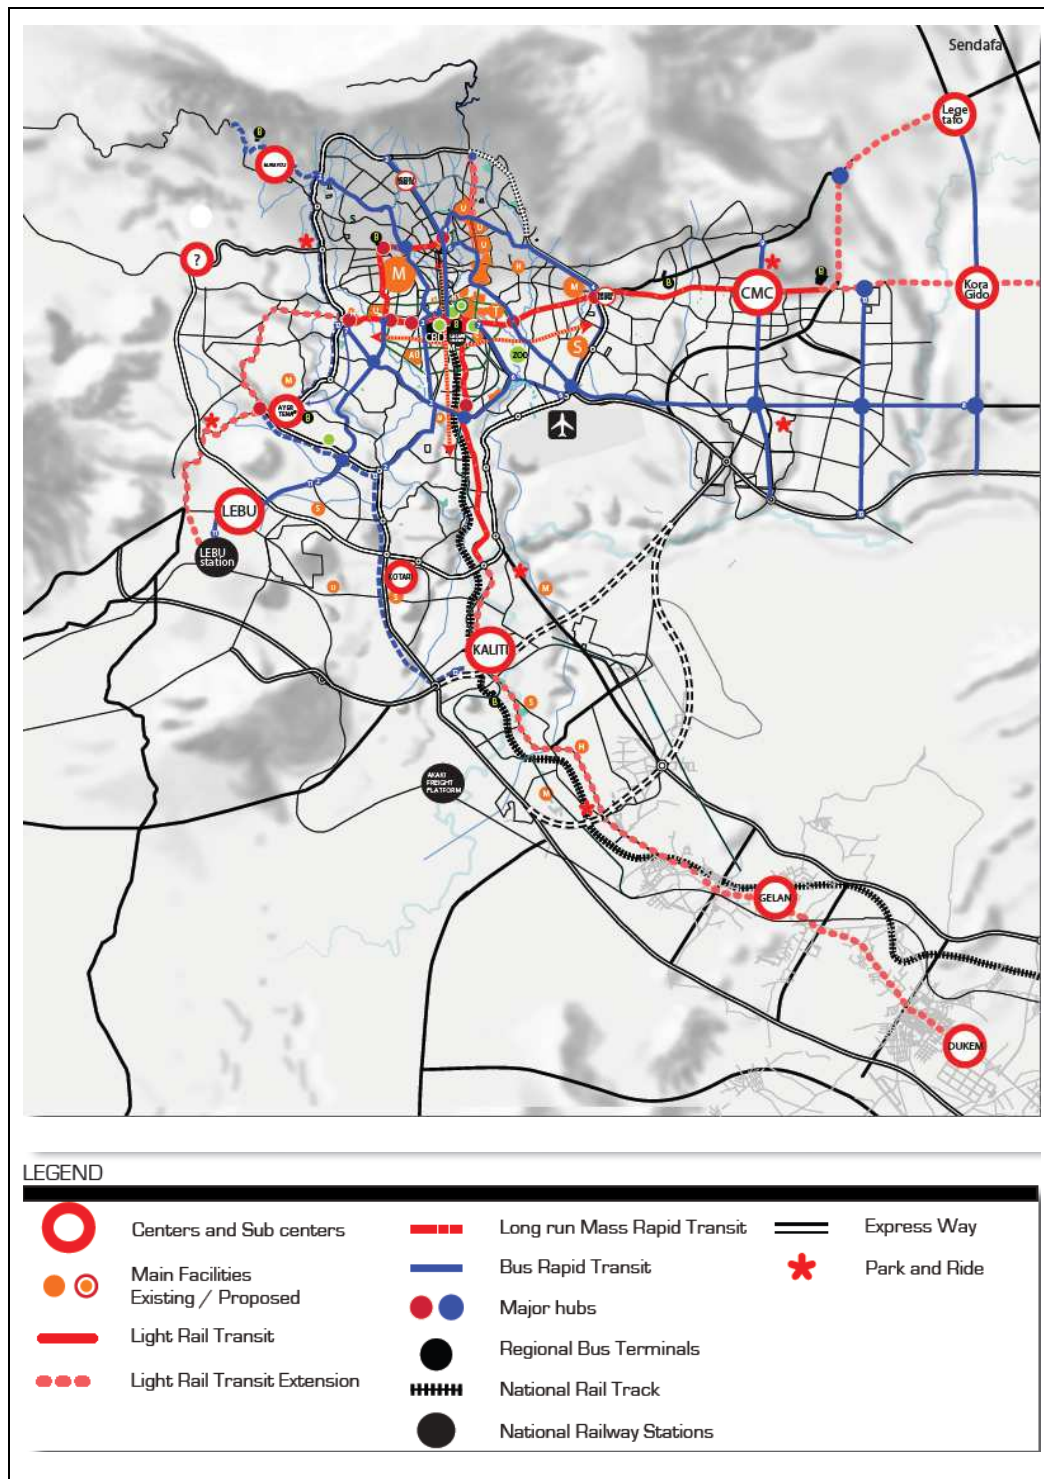 Sendafa
Lege
tafo
B
?
B
M
U
U
U
H
M
B
CMC
B
Kora
Gido
T
CBD
B
AU
ZOO
S
M
AYER
TENA
B
LEBU
S
LEBU
station
U
KOTARI
S
M
KALITI
B
S
H
AKAKI
FREIGHT
PLATFORM
M
GELAN
DUKEM
LEGEND
Centers and Sub centers
Main Facilities
Existing / Proposed
Light Rail Transit
Light Rail Transit Extension
Long run Mass Rapid Transit
Bus Rapid Transit
Major hubs
Regional Bus Terminals
National Rail Track
National Railway Stations
Express Way
Park and Ride